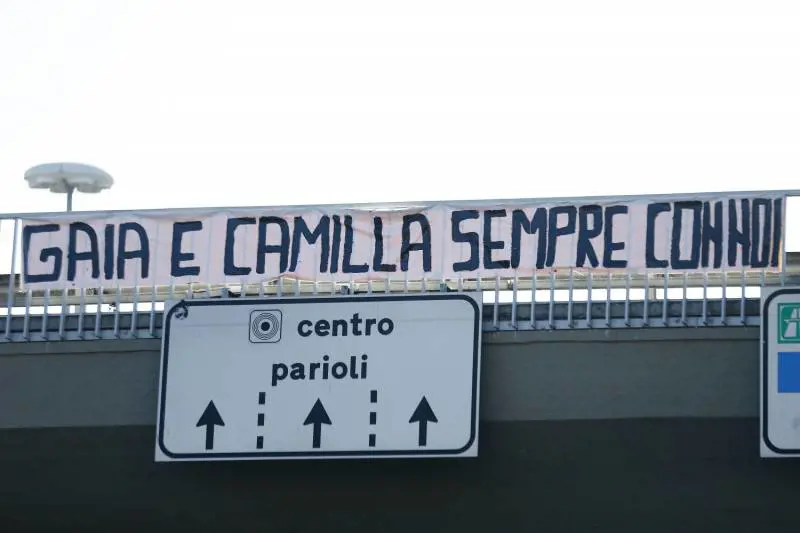 GAIA E CAMILLA SEMPRE CON NOI
centro
parioli